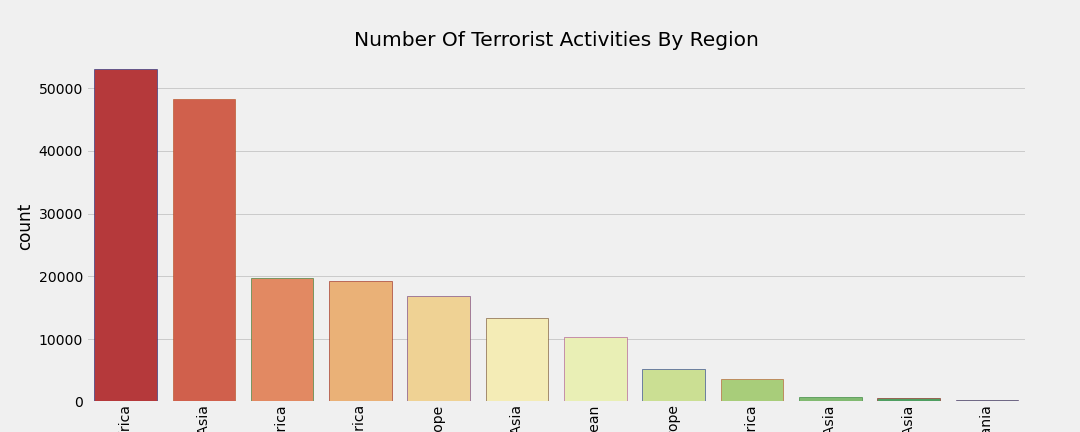 Number Of Terrorist Activities By Region
50000
40000
30000
20000
10000
0
count
rica
Asia
rica
rica
ope
Asia
ean
ope
rica
Asia
Asia
ania